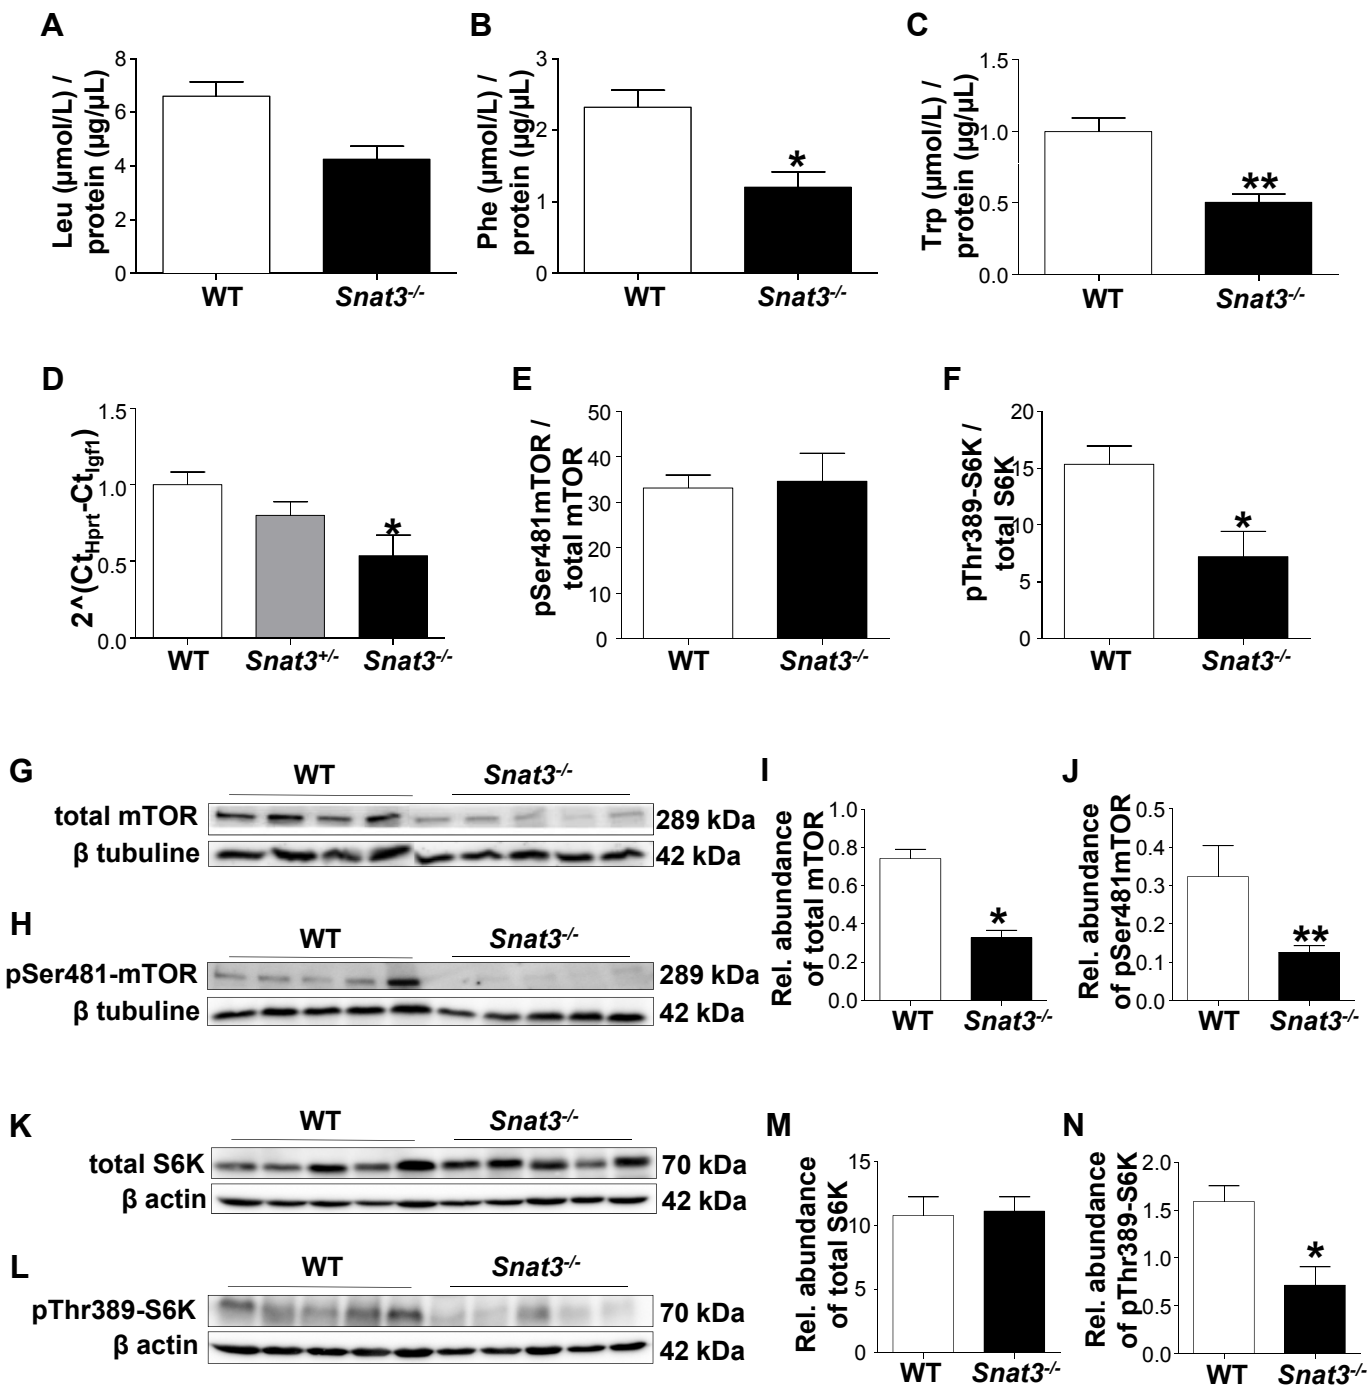 A
Leu (µmol/L) /
protein (µg/µL)
8
6
4
2
0
WT
Snat3-/-
B
Phe (µmol/L) /
protein (µg/µL)
3
2
1
0
*
WT
Snat3-/-
C
Trp (µmol/L) /
protein (µg/µL)
1.5
1.0
0.5
0.0
**
WT
Snat3-/-
D
2^(CtHprt-CtIgf1)
1.5
1.0
0.5
0.0
*
WT
Snat3+/-
Snat3-/-
E
pSer481mTOR /
total mTOR
50
40
30
20
10
0
WT
Snat3-/-
F
pThr389-S6K /
total S6K
20
15
10
5
0
*
WT
Snat3-/-
G
WT
Snat3-/-
total mTOR
289 kDa
β tubuline
42 kDa
H
WT
Snat3-/-
pSer481-mTOR
289 kDa
β tubuline
42 kDa
I
Rel. abundance
of total mTOR
1.0
0.8
0.6
0.4
0.2
0.0
*
WT
Snat3-/-
J
Rel. abundance
of pSer481mTOR
0.5
0.4
0.3
0.2
0.1
0.0
**
WT
Snat3-/-
K
WT
Snat3-/-
total S6K
70 kDa
β actin
42 kDa
L
WT
Snat3-/-
pThr389-S6K
70 kDa
β actin
42 kDa
M
Rel. abundance
of total S6K
15
10
5
0
WT
Snat3-/-
N
Rel. abundance
of pThr389-S6K
2.0
1.5
1.0
0.5
0.0
*
WT
Snat3-/-